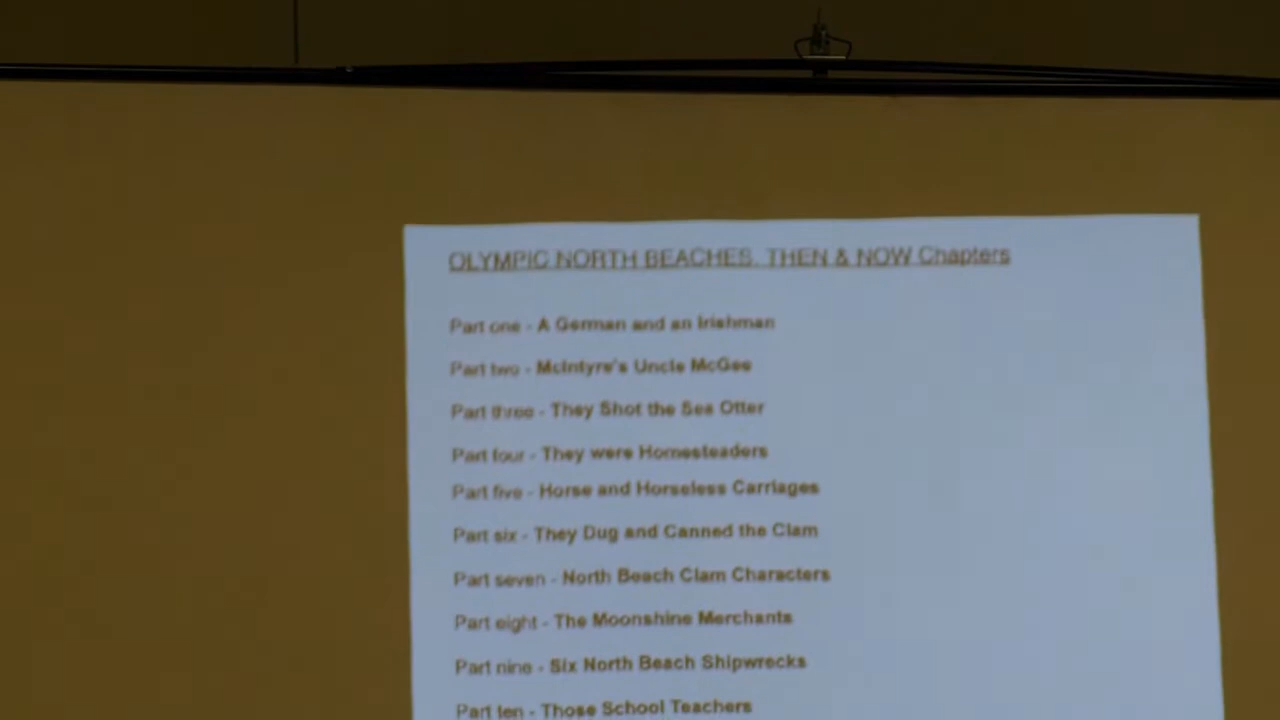 OLYMPIC NORTH BEACHES, THEN & NOW Chapters
Part one - A German and an Irishman
Part two - McIntyre's Uncle McGee
Part three - They Shot the Sea Otter
Part four - They were Homesteaders
Part five - Horse and Horseless Carriages
Part six - They Dug and Canned the Clam
Part seven - North Beach Clam Characters
Part eight - The Moonshine Merchants
Part nine - Six North Beach Shipwrecks
Part ten - Those School Teachers